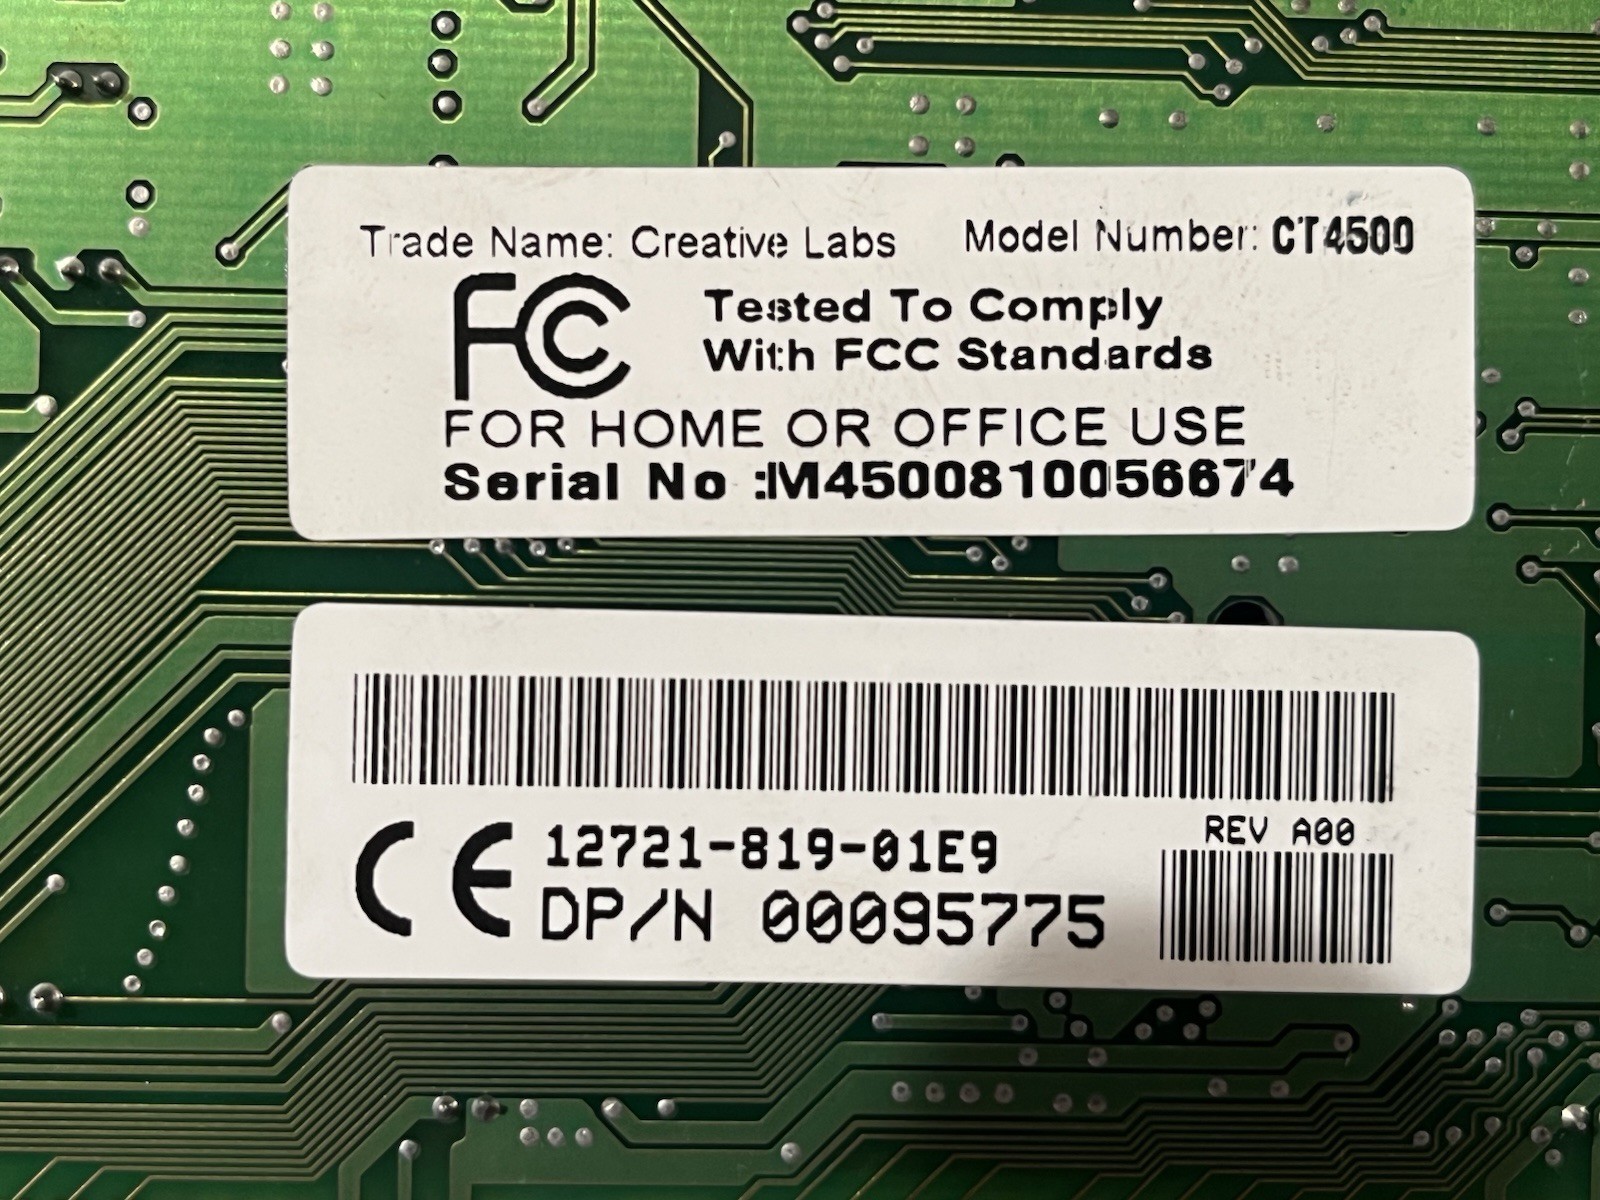 Trade Name: Creative Labs Model Number: CT4500
FC Tested To Comply
With FCC Standards
FOR HOME OR OFFICE USE
Serial No :M4500810056674
CE 12721-819-01E9 REV A00
DP/N 00095775